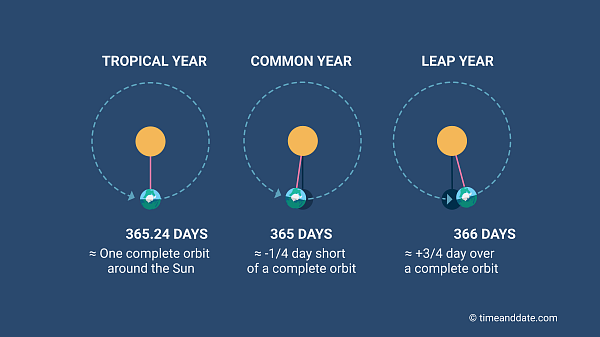 TROPICAL YEAR
COMMON YEAR
LEAP YEAR
365.24 DAYS
≈ One complete orbit
around the Sun
365 DAYS
≈ -1/4 day short
of a complete orbit
366 DAYS
≈ +3/4 day over
a complete orbit
© timeanddate.com